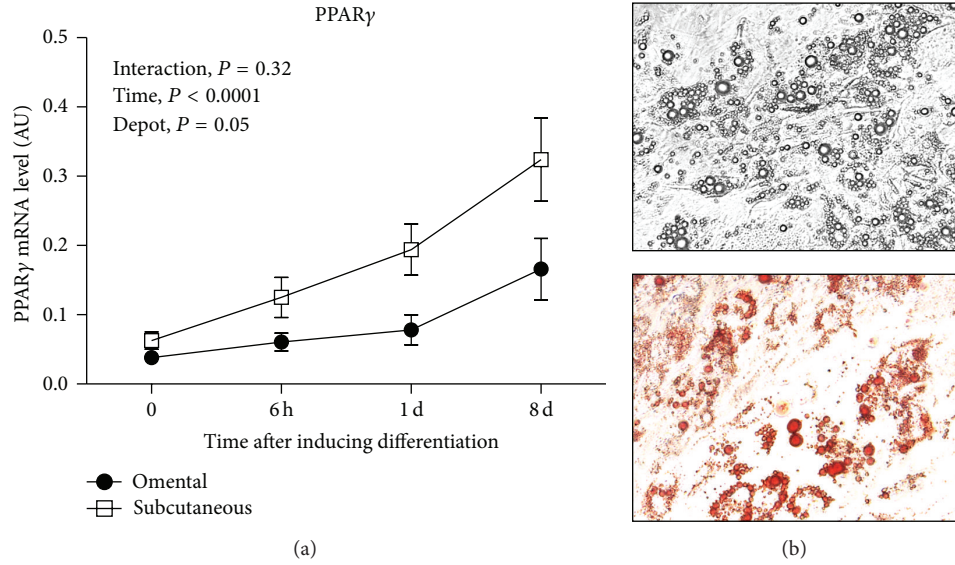 PPARγ
0.5
0.4
0.3
0.2
0.1
0.0
PPARγ mRNA level (AU)
Interaction, P = 0.32
Time, P < 0.0001
Depot, P = 0.05
0
6 h
1 d
8 d
Time after inducing differentiation
Omental
Subcutaneous
(a)
(b)